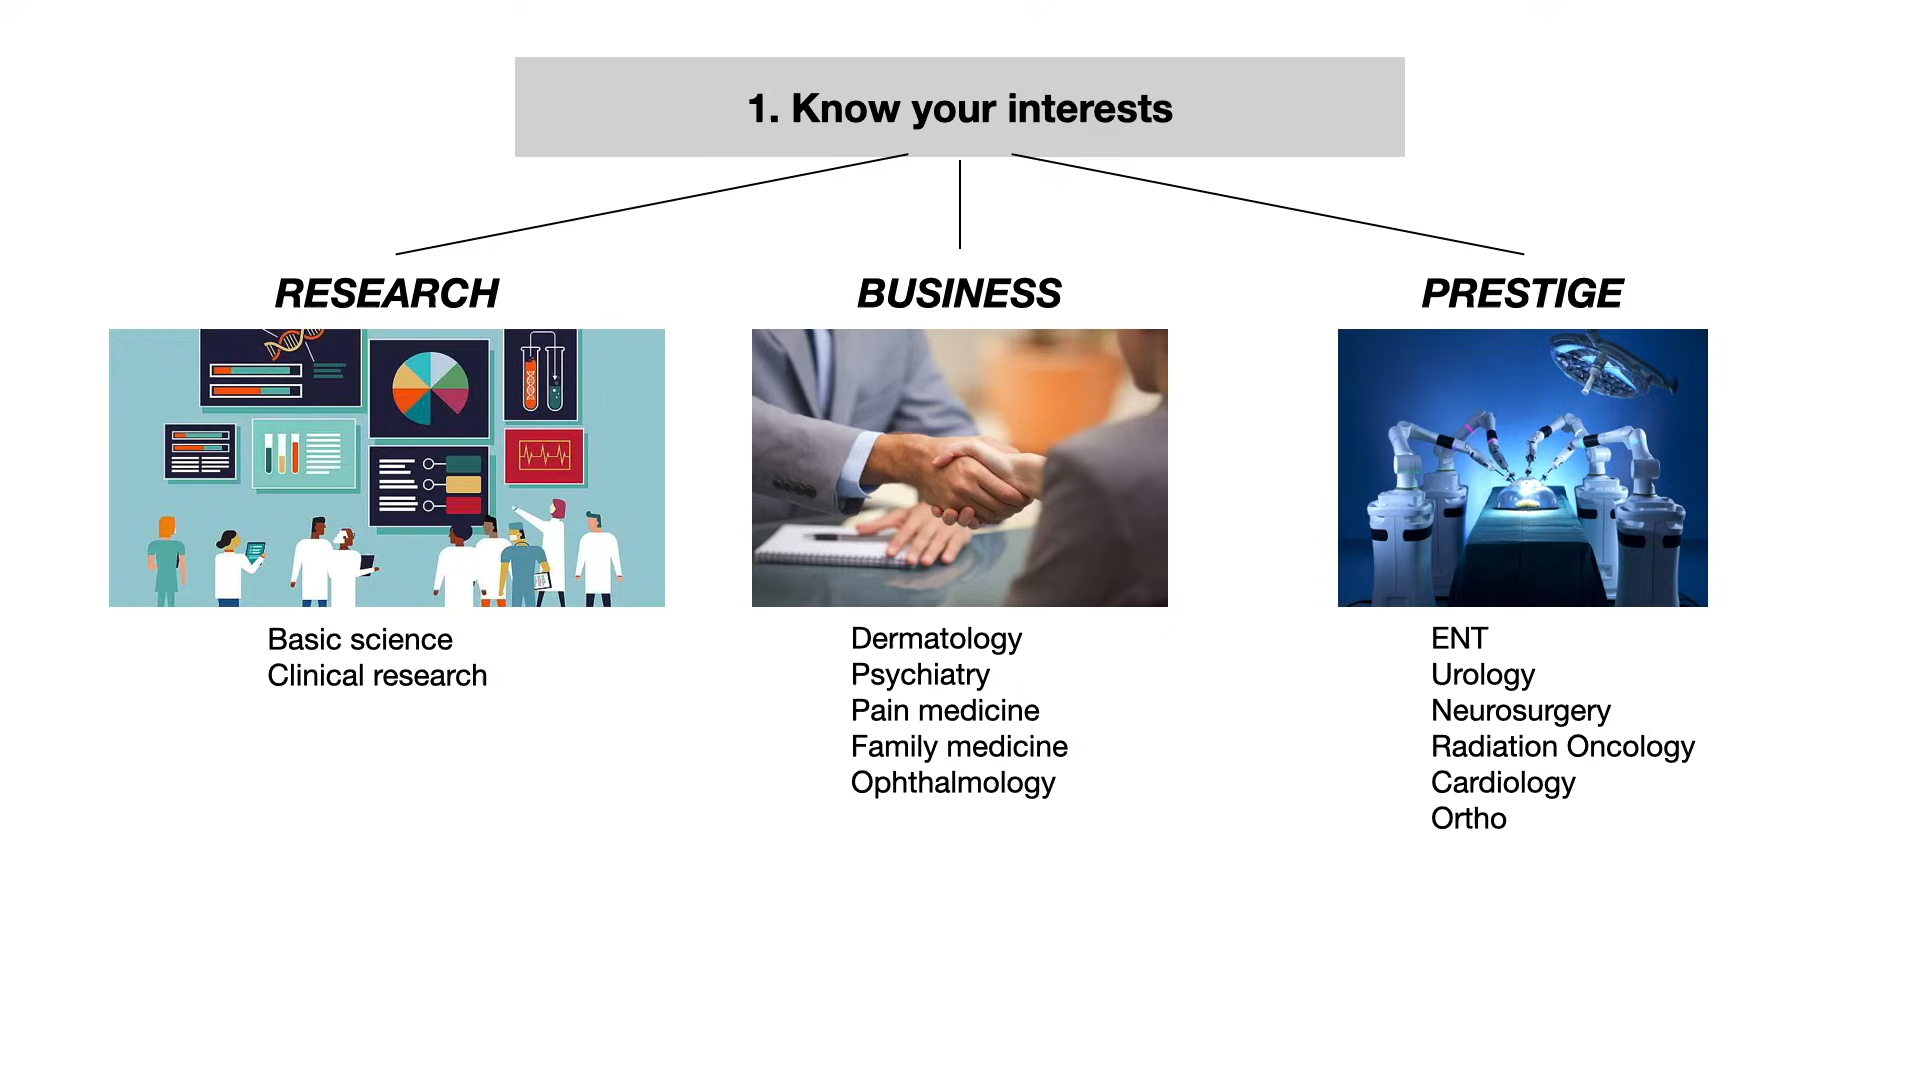 1. Know your interests
RESEARCH
Basic science
Clinical research
BUSINESS
Dermatology
Psychiatry
Pain medicine
Family medicine
Ophthalmology
PRESTIGE
ENT
Urology
Neurosurgery
Radiation Oncology
Cardiology
Ortho